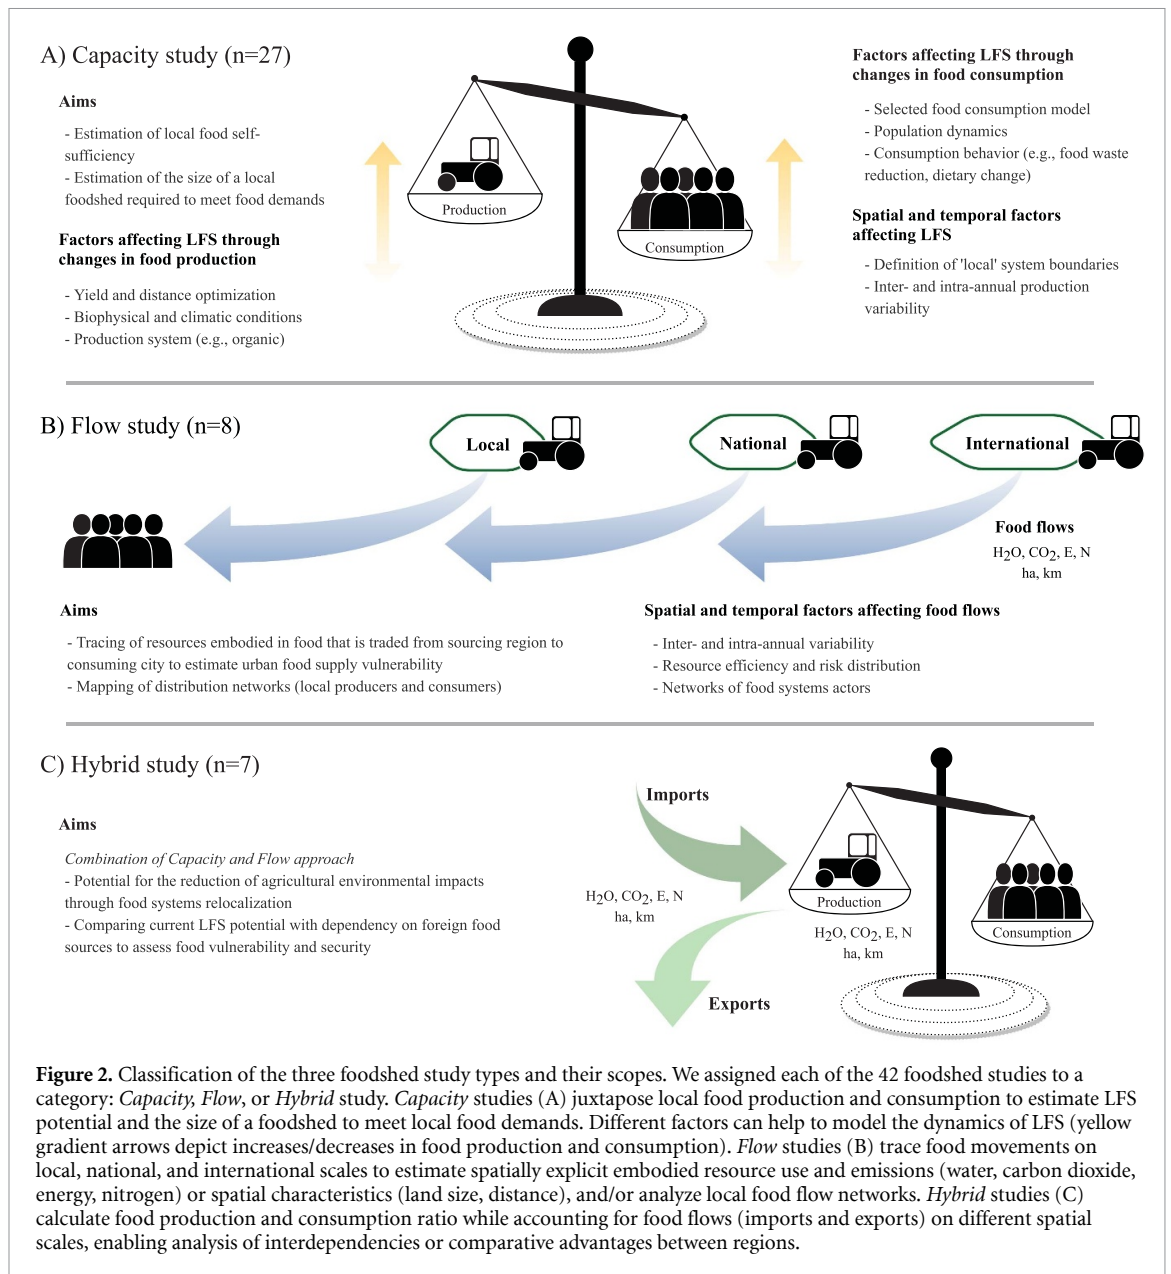 A) Capacity study (n=27)
Aims
- Estimation of local food self-
sufficiency
- Estimation of the size of a local
foodshed required to meet food demands
Factors affecting LFS through
changes in food production
- Yield and distance optimization
- Biophysical and climatic conditions
- Production system (e.g., organic)
Production
Consumption
Factors affecting LFS through
changes in food consumption
- Selected food consumption model
- Population dynamics
- Consumption behavior (e.g., food waste
reduction, dietary change)
Spatial and temporal factors
affecting LFS
- Definition of 'local' system boundaries
- Inter- and intra-annual production
variability
B) Flow study (n=8)
Local
National
International
Food flows
H2O, CO2, E, N
ha, km
Aims
- Tracing of resources embodied in food that is traded from sourcing region to
consuming city to estimate urban food supply vulnerability
- Mapping of distribution networks (local producers and consumers)
Spatial and temporal factors affecting food flows
- Inter- and intra-annual variability
- Resource efficiency and risk distribution
- Networks of food systems actors
C) Hybrid study (n=7)
Aims
Combination of Capacity and Flow approach
- Potential for the reduction of agricultural environmental impacts
through food systems relocalization
- Comparing current LFS potential with dependency on foreign food
sources to assess food vulnerability and security
Imports
H2O, CO2, E, N
ha, km
Exports
Production
H2O, CO2, E, N
ha, km
Consumption
Figure 2. Classification of the three foodshed study types and their scopes. We assigned each of the 42 foodshed studies to a
category: Capacity, Flow, or Hybrid study. Capacity studies (A) juxtapose local food production and consumption to estimate LFS
potential and the size of a foodshed to meet local food demands. Different factors can help to model the dynamics of LFS (yellow
gradient arrows depict increases/decreases in food production and consumption). Flow studies (B) trace food movements on
local, national, and international scales to estimate spatially explicit embodied resource use and emissions (water, carbon dioxide,
energy, nitrogen) or spatial characteristics (land size, distance), and/or analyze local food flow networks. Hybrid studies (C)
calculate food production and consumption ratio while accounting for food flows (imports and exports) on different spatial
scales, enabling analysis of interdependencies or comparative advantages between regions.